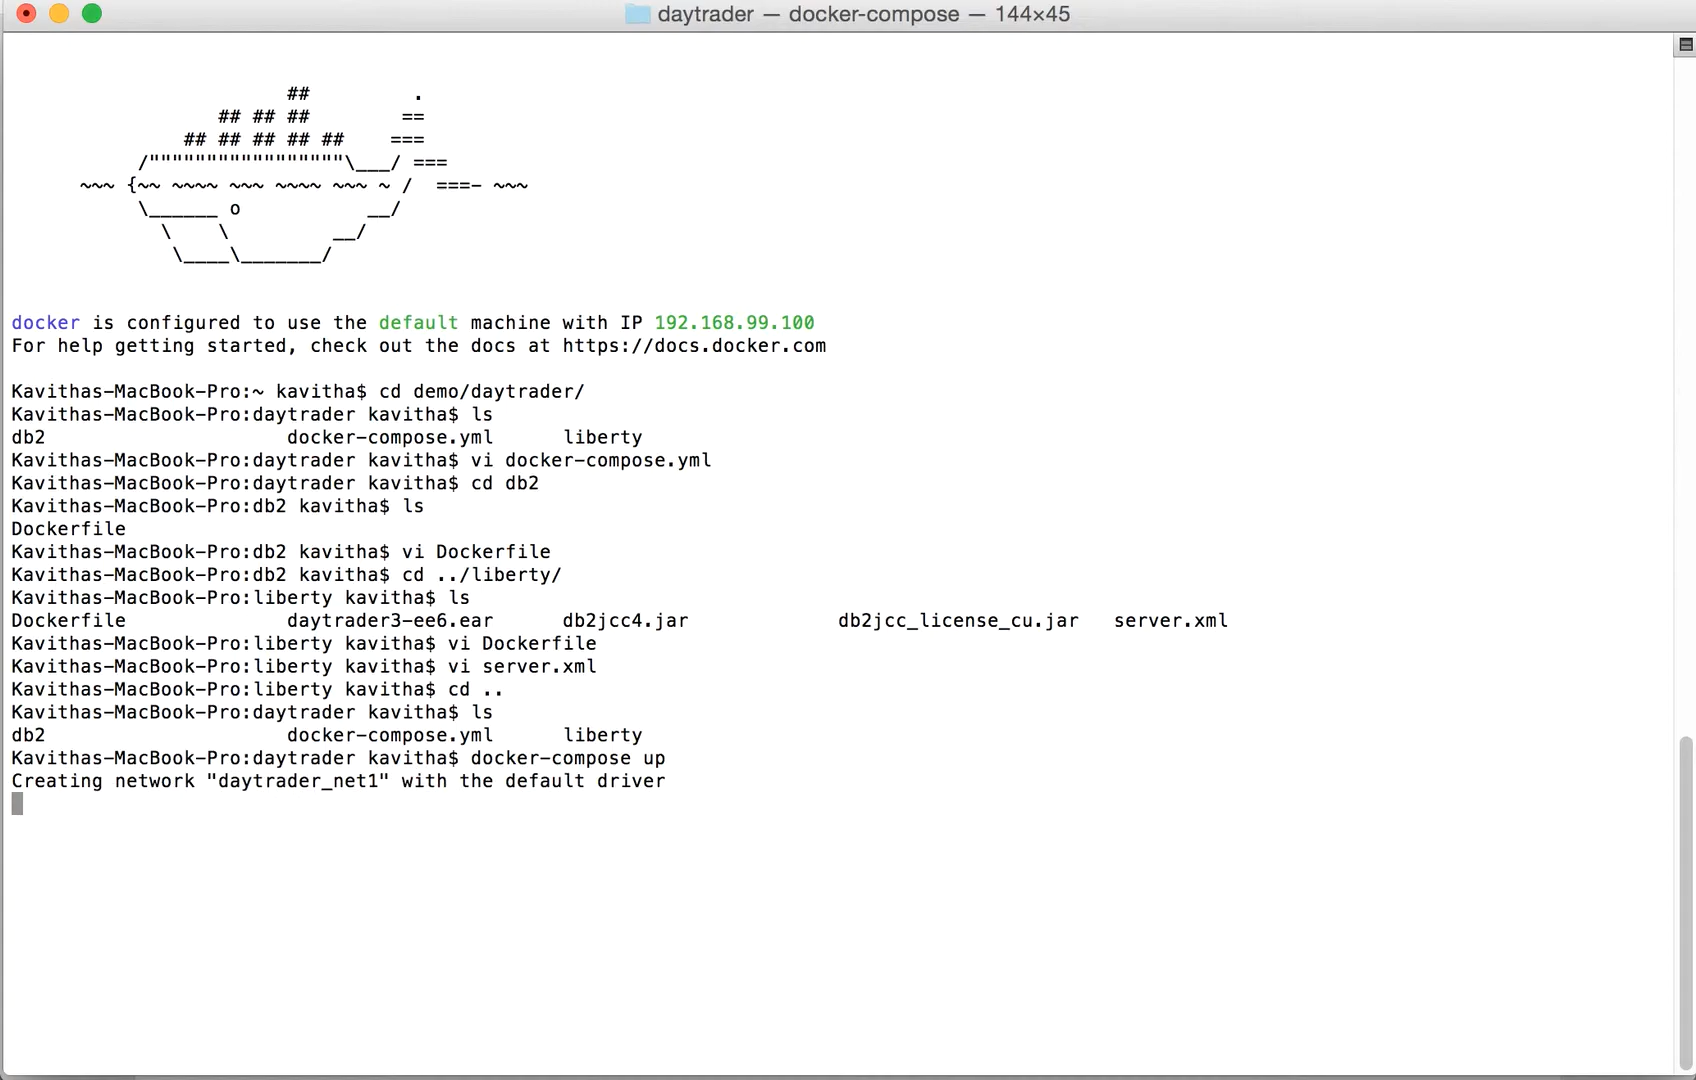 daytrader — docker-compose — 144×45
                        ##         .
                  ## ## ##        ==
               ## ## ## ## ##    ===
           /"""""""""""""""""\___/ ===
      ~~~ {~~ ~~~~ ~~~ ~~~~ ~~~ ~ /  ===- ~~~
           \______ o           __/
             \    \         __/
              \____\_______/
docker is configured to use the default machine with IP 192.168.99.100
For help getting started, check out the docs at https://docs.docker.com
Kavithas-MacBook-Pro:~ kavitha$ cd demo/daytrader/
Kavithas-MacBook-Pro:daytrader kavitha$ ls
db2                     docker-compose.yml      liberty
Kavithas-MacBook-Pro:daytrader kavitha$ vi docker-compose.yml
Kavithas-MacBook-Pro:daytrader kavitha$ cd db2
Kavithas-MacBook-Pro:db2 kavitha$ ls
Dockerfile
Kavithas-MacBook-Pro:db2 kavitha$ vi Dockerfile
Kavithas-MacBook-Pro:db2 kavitha$ cd ../liberty/
Kavithas-MacBook-Pro:liberty kavitha$ ls
Dockerfile              daytrader3-ee6.ear      db2jcc4.jar             db2jcc_license_cu.jar   server.xml
Kavithas-MacBook-Pro:liberty kavitha$ vi Dockerfile
Kavithas-MacBook-Pro:liberty kavitha$ vi server.xml
Kavithas-MacBook-Pro:liberty kavitha$ cd ..
Kavithas-MacBook-Pro:daytrader kavitha$ ls
db2                     docker-compose.yml      liberty
Kavithas-MacBook-Pro:daytrader kavitha$ docker-compose up
Creating network "daytrader_net1" with the default driver